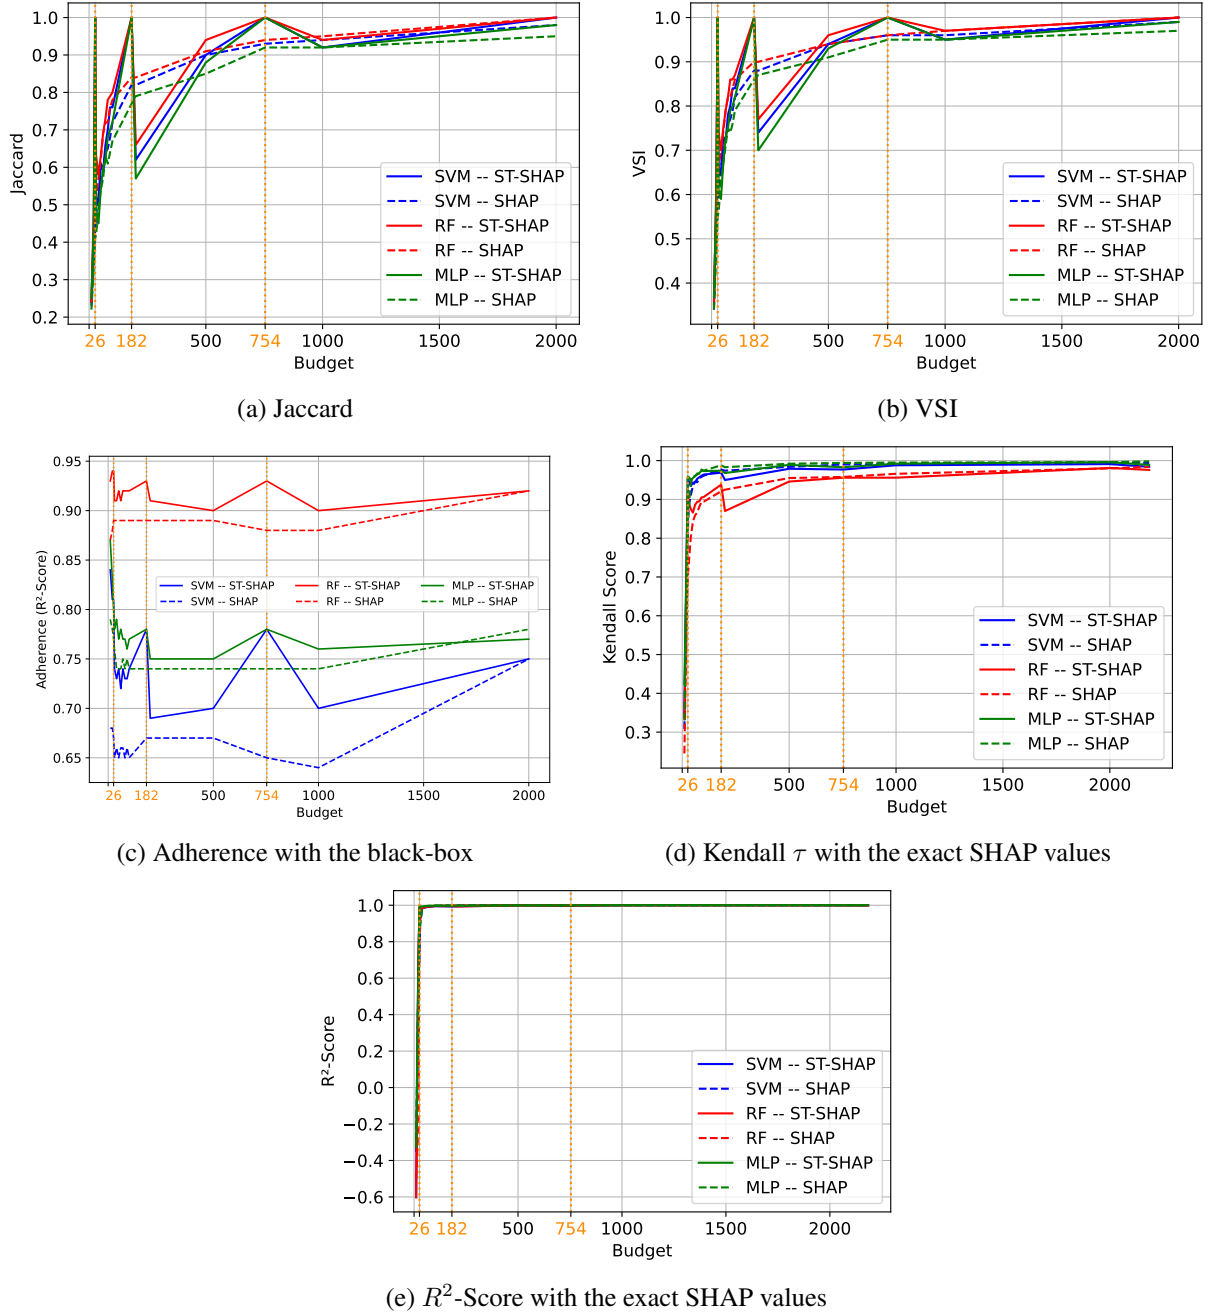 1.0
0.9
0.8
0.7
0.6
0.5
0.4
0.3
0.2
Jaccard
SVM -- ST-SHAP
SVM -- SHAP
RF -- ST-SHAP
RF -- SHAP
MLP -- ST-SHAP
MLP -- SHAP
26 182 500 754 1000 1500 2000
Budget
(a) Jaccard
1.0
0.9
0.8
0.7
0.6
0.5
0.4
VSI
SVM -- ST-SHAP
SVM -- SHAP
RF -- ST-SHAP
RF -- SHAP
MLP -- ST-SHAP
MLP -- SHAP
26 182 500 754 1000 1500 2000
Budget
(b) VSI
0.95
0.90
0.85
0.80
0.75
0.70
0.65
Adherence (R²-Score)
SVM -- ST-SHAP RF -- ST-SHAP MLP -- ST-SHAP
SVM -- SHAP RF -- SHAP MLP -- SHAP
26 182 500 754 1000 1500 2000
Budget
(c) Adherence with the black-box
1.0
0.9
0.8
0.7
0.6
0.5
0.4
0.3
Kendall Score
SVM -- ST-SHAP
SVM -- SHAP
RF -- ST-SHAP
RF -- SHAP
MLP -- ST-SHAP
MLP -- SHAP
26 182 500 754 1000 1500 2000
Budget
(d) Kendall τ with the exact SHAP values
1.0
0.8
0.6
0.4
0.2
0.0
−0.2
−0.4
−0.6
R²-Score
SVM -- ST-SHAP
SVM -- SHAP
RF -- ST-SHAP
RF -- SHAP
MLP -- ST-SHAP
MLP -- SHAP
26 182 500 754 1000 1500 2000
Budget
(e) R²-Score with the exact SHAP values